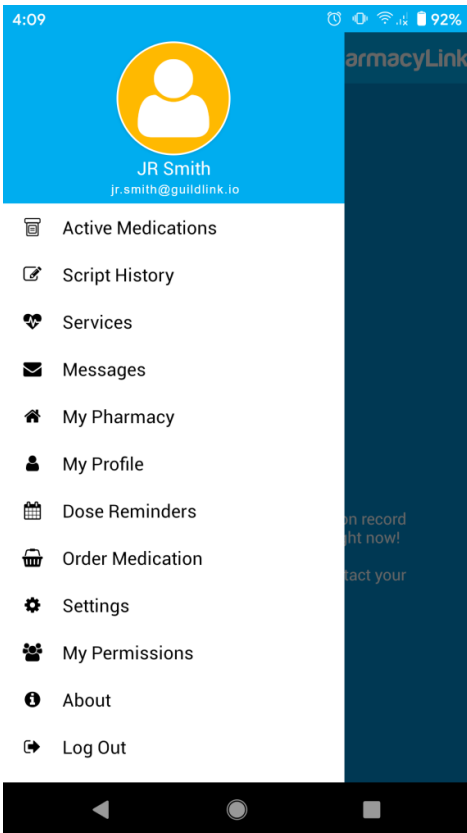 4:09
92%
armacyLink
JR Smith
jr.smith@guildlink.io
Active Medications
Script History
Services
Messages
My Pharmacy
My Profile
Dose Reminders
on record
Order Medication
ht now!
tact your
Settings
My Permissions
About
Log Out